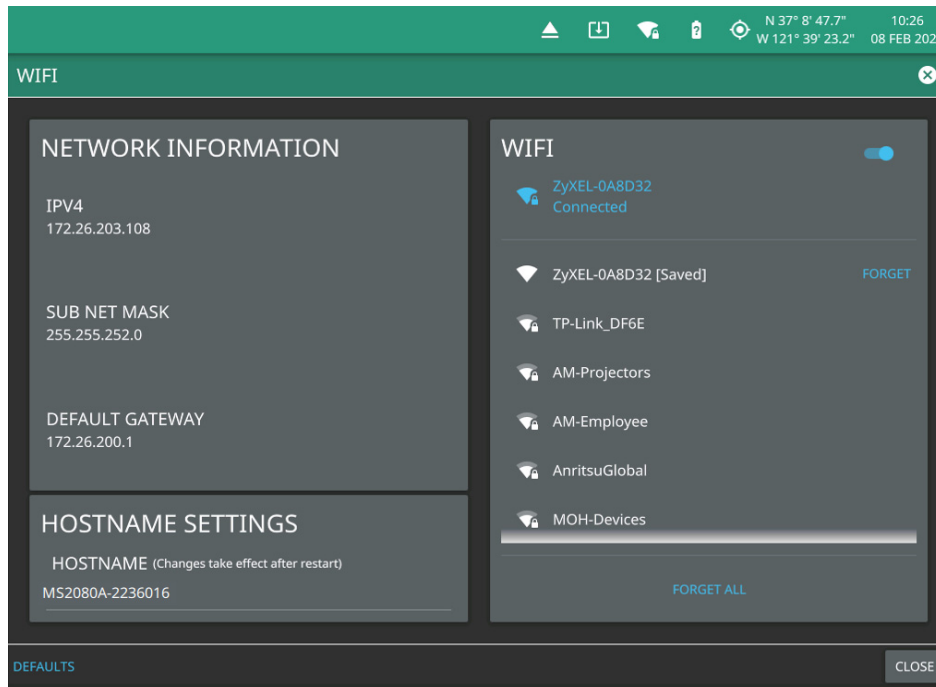 N 37° 8' 47.7"
W 121° 39' 23.2"
10:26
08 FEB 202
WIFI
NETWORK INFORMATION
IPV4
172.26.203.108
SUB NET MASK
255.255.252.0
DEFAULT GATEWAY
172.26.200.1
HOSTNAME SETTINGS
HOSTNAME (Changes take effect after restart)
MS2080A-2236016
WIFI
ZyXEL-0A8D32
Connected
ZyXEL-0A8D32 [Saved] FORGET
TP-Link_DF6E
AM-Projectors
AM-Employee
AnritsuGlobal
MOH-Devices
FORGET ALL
DEFAULTS
CLOSE